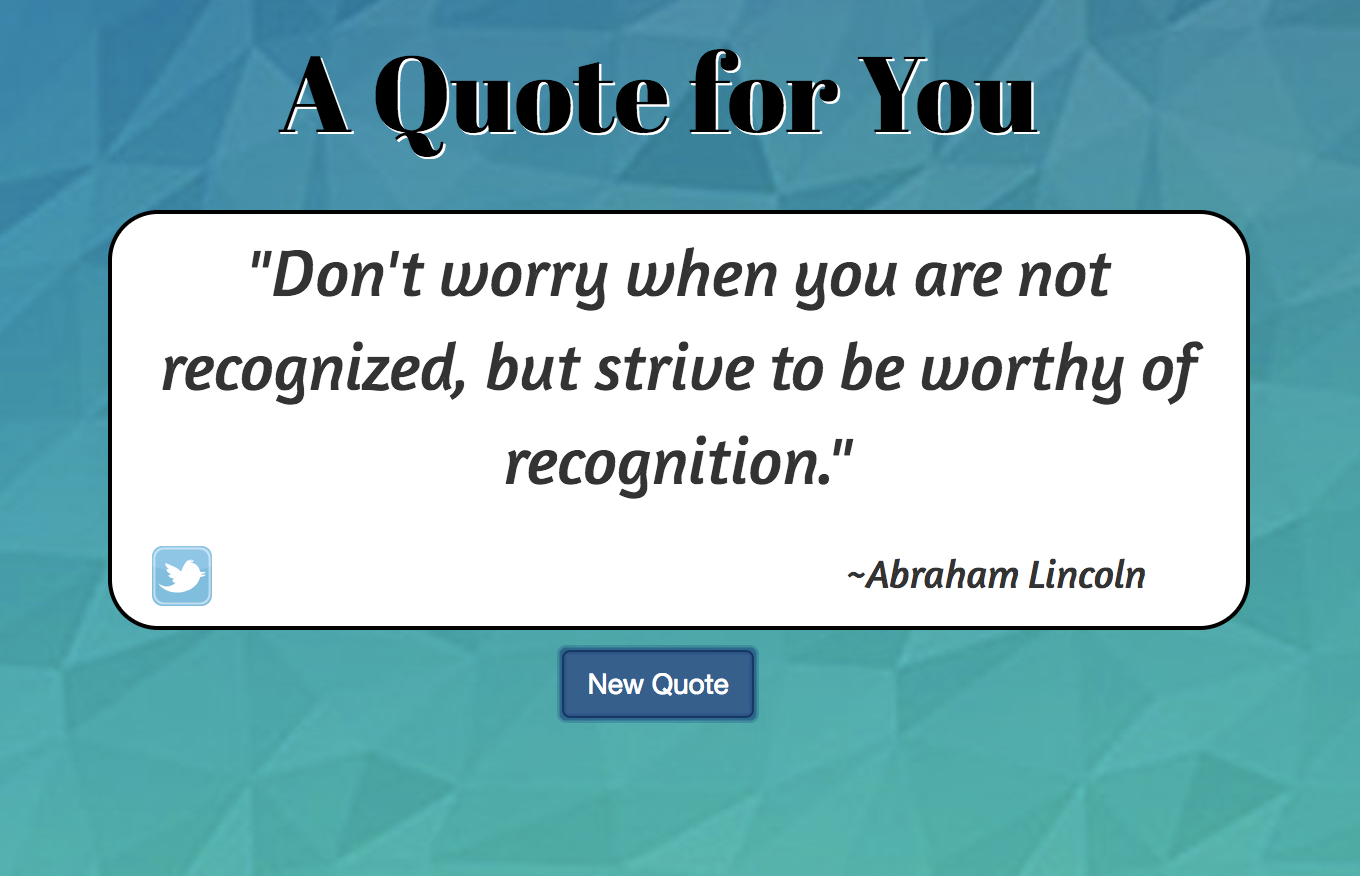 A Quote for You
"Don't worry when you are not
recognized, but strive to be worthy of
recognition."
~Abraham Lincoln
New Quote